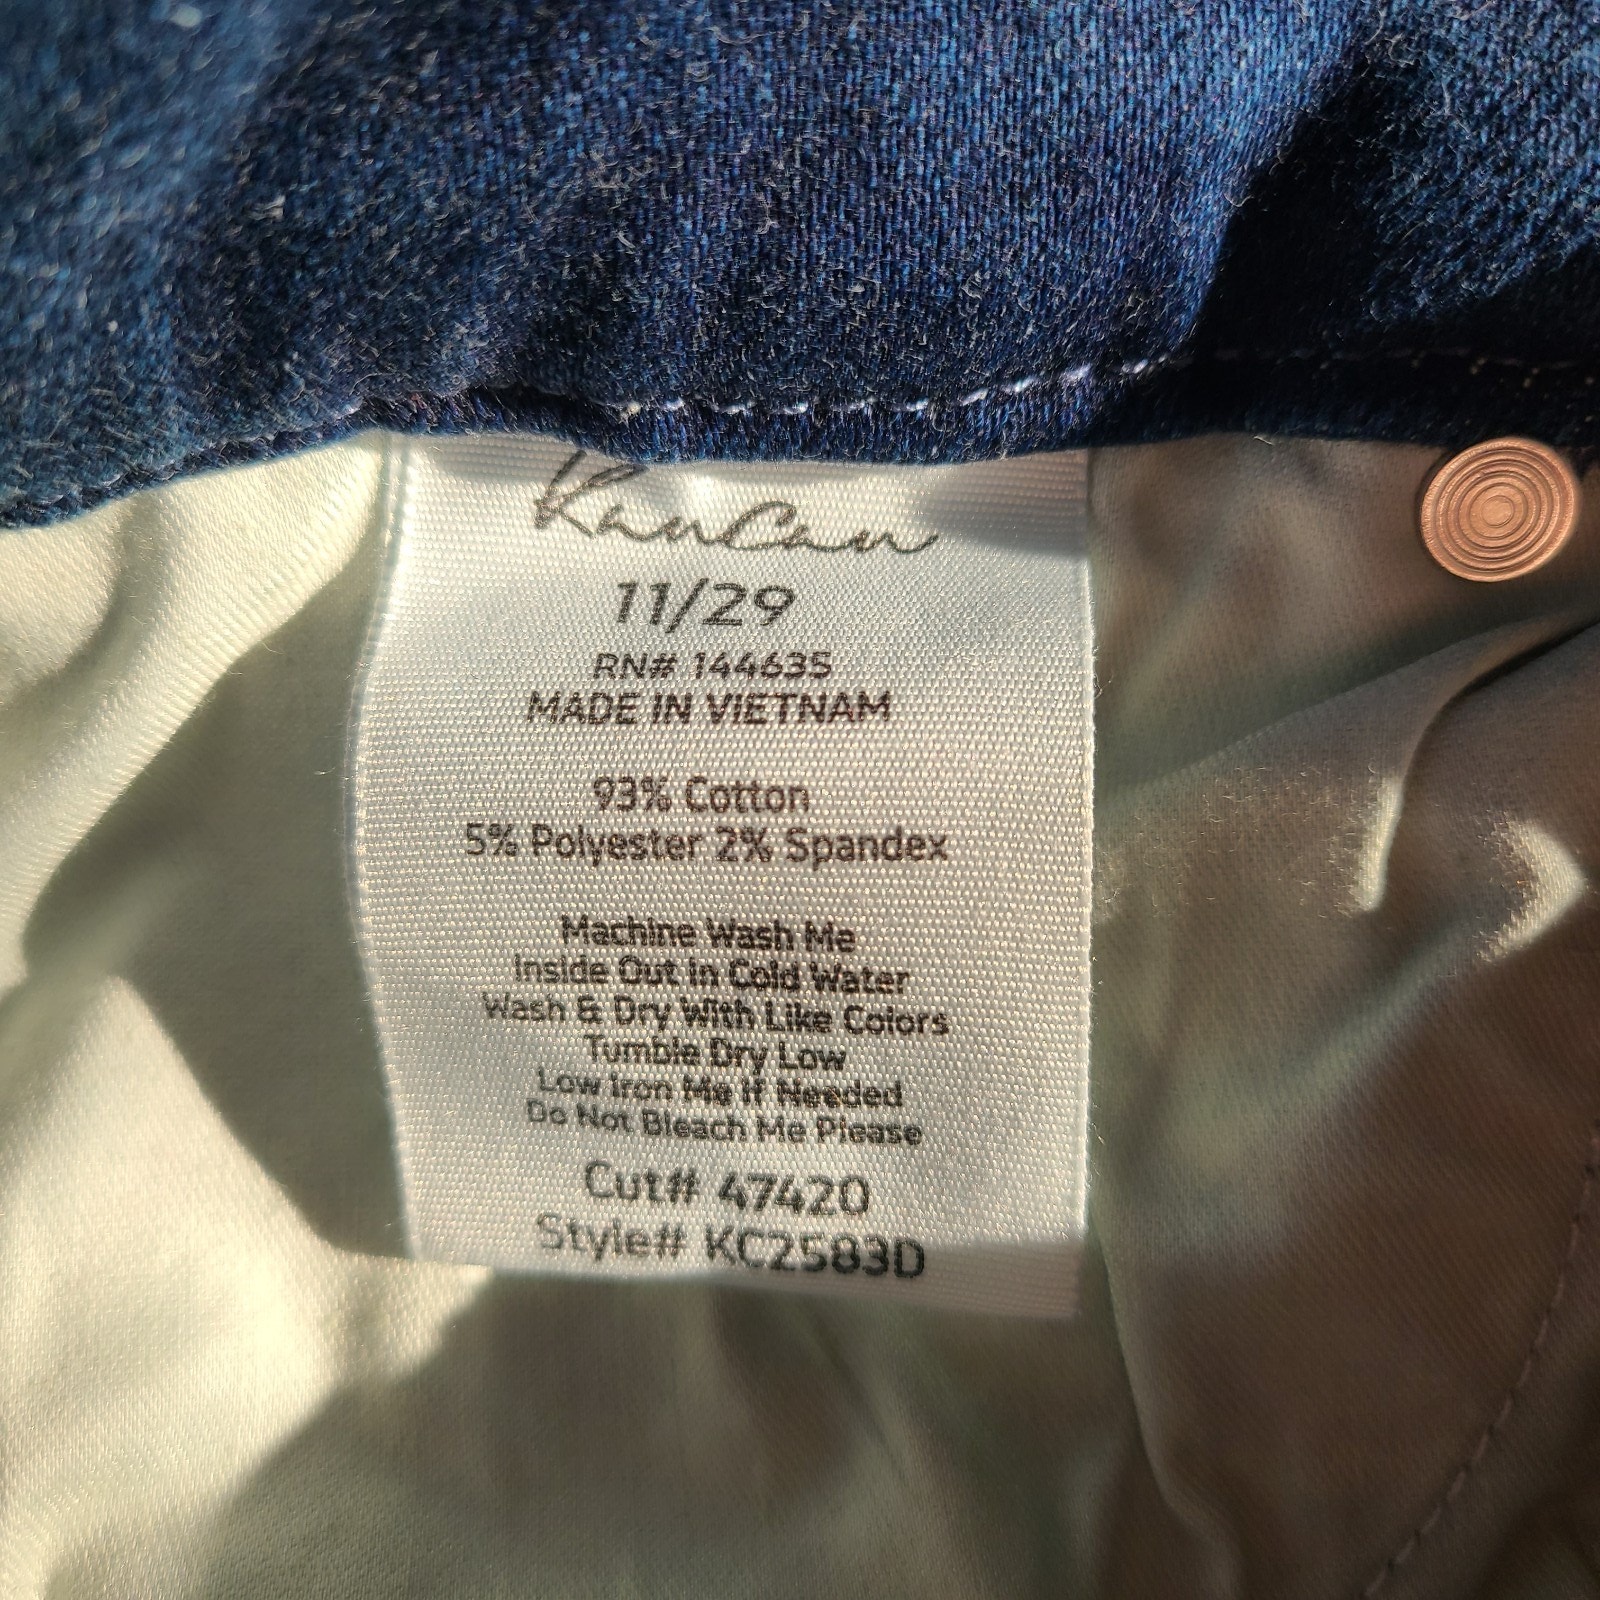 KanCan
11/29
RN# 144635
MADE IN VIETNAM
93% Cotton
5% Polyester 2% Spandex
Machine Wash Me
Inside Out in Cold Water
Wash & Dry With Like Colors
Tumble Dry Low
Low Iron Me If Needed
Do Not Bleach Me Please
Cut# 47420
Style# KC2583D